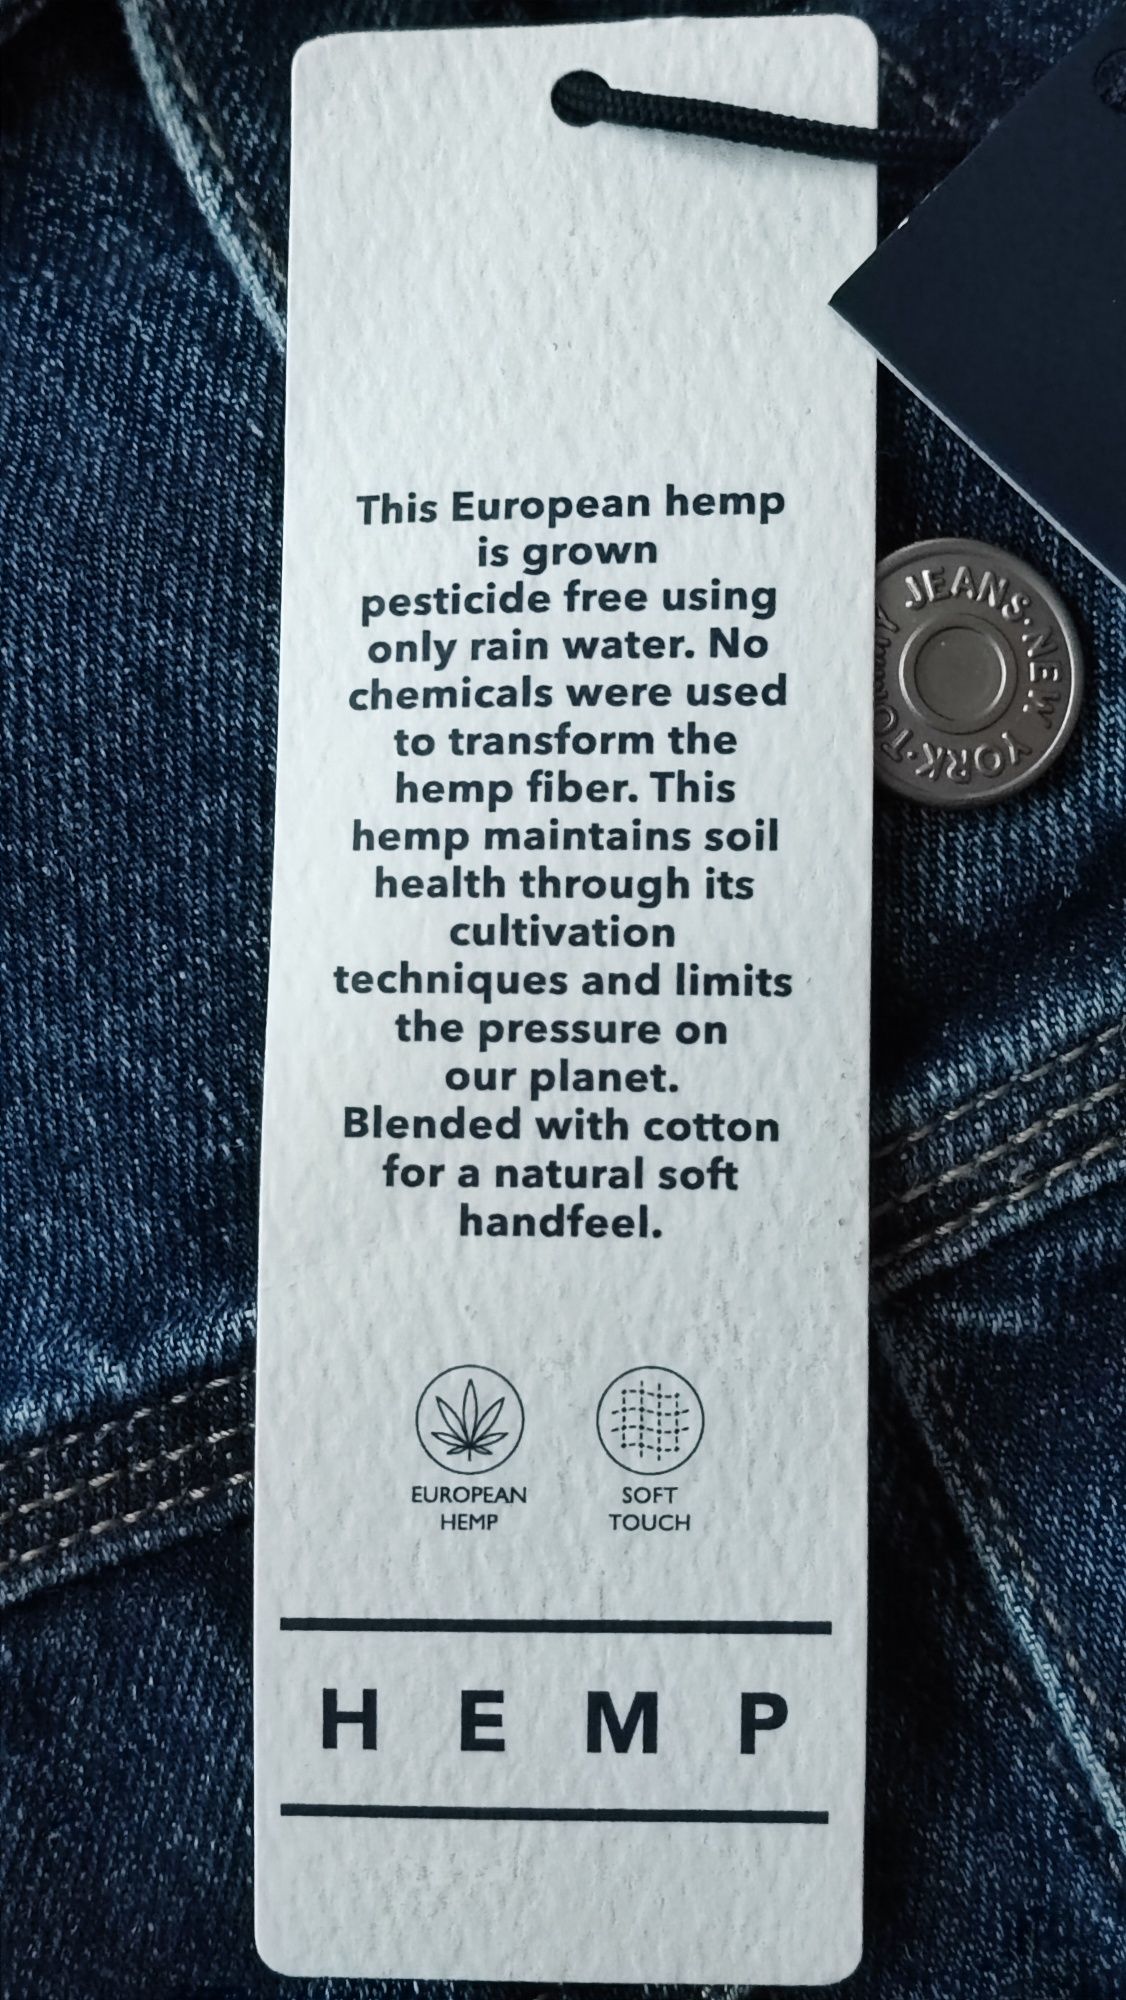 This European hemp
is grown
pesticide free using
only rain water. No
chemicals were used
to transform the
hemp fiber. This
hemp maintains soil
health through its
cultivation
techniques and limits
the pressure on
our planet.
Blended with cotton
for a natural soft
handfeel.
EUROPEAN
HEMP
SOFT
TOUCH
H E M P
TOMMY JEANS · NEW YORK ·